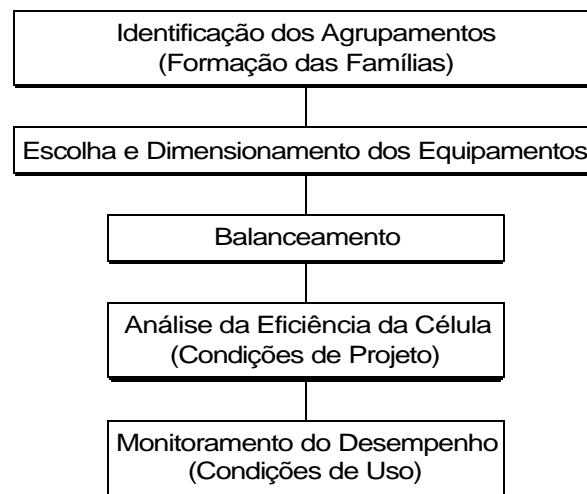 Identificação dos Agrupamentos
(Formação das Famílias)
Escolha e Dimensionamento dos Equipamentos
Balanceamento
Análise da Eficiência da Célula
(Condições de Projeto)
Monitoramento do Desempenho
(Condições de Uso)